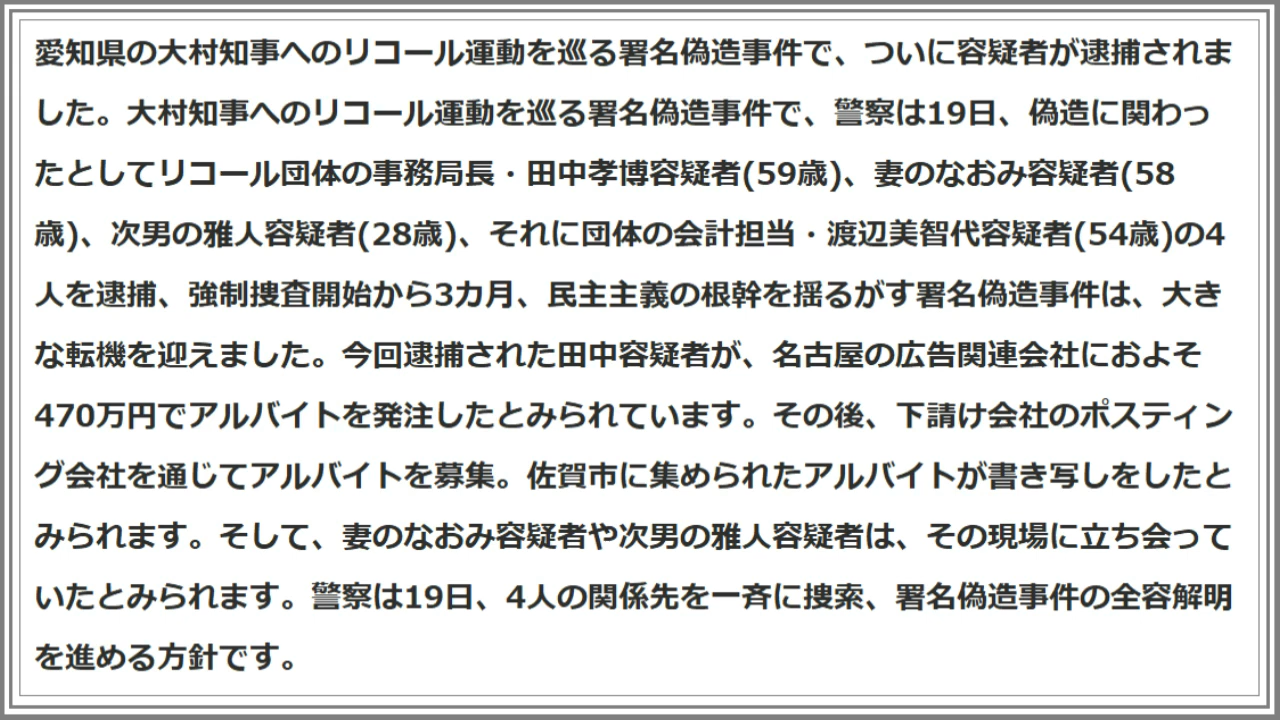 愛知県の大村知事へのリコール運動を巡る署名偽造事件で、ついに容疑者が逮捕されま
した。大村知事へのリコール運動を巡る署名偽造事件で、警察は19日、偽造に関わっ
たとしてリコール団体の事務局長・田中孝博容疑者(59歳)、妻のなおみ容疑者(58
歳)、次男の雅人容疑者(28歳)、それに団体の会計担当・渡辺美智代容疑者(54歳)の4
人を逮捕、強制捜査開始から3カ月、民主主義の根幹を揺るがす署名偽造事件は、大き
な転機を迎えました。今回逮捕された田中容疑者が、名古屋の広告関連会社におよそ
470万円でアルバイトを発注したとみられています。その後、下請け会社のポスティン
グ会社を通じてアルバイトを募集。佐賀市に集められたアルバイトが書き写しをしたと
みられます。そして、妻のなおみ容疑者や次男の雅人容疑者は、その現場に立ち会って
いたとみられます。警察は19日、4人の関係先を一斉に捜索、署名偽造事件の全容解明
を進める方針です。